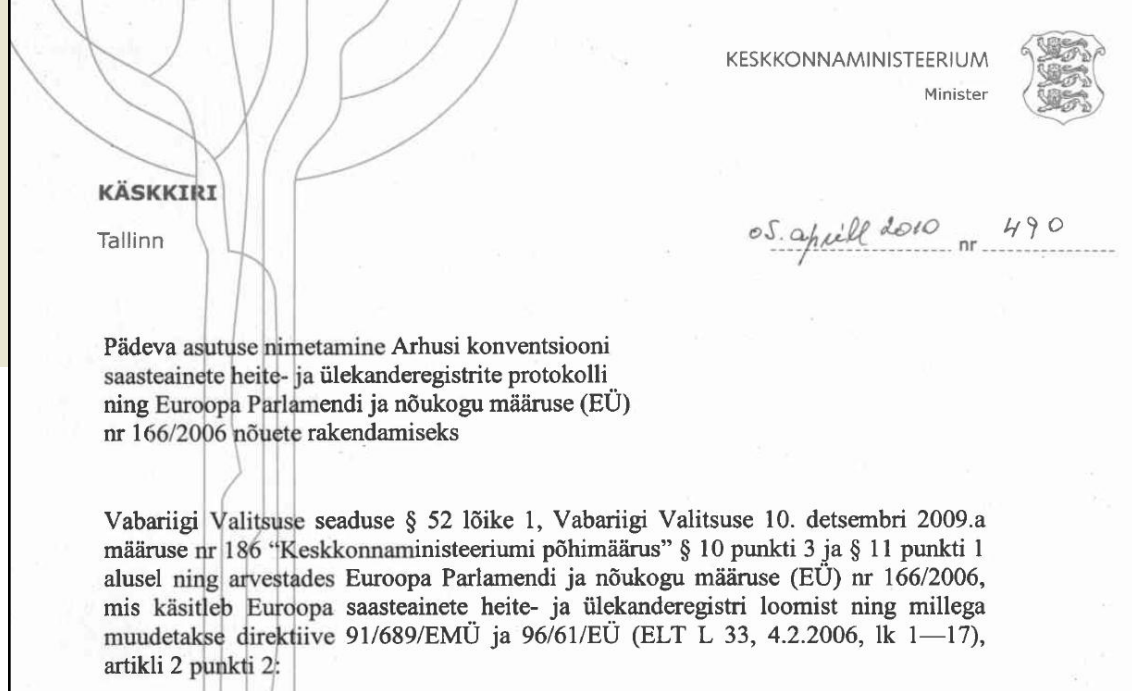 KESKKONNAMINISTEERIUM
Minister
KÄSKKIRI
Tallinn
05. aprill 2010 nr 490
Pädeva asutuse nimetamine Arhusi konventsiooni
saasteainete heite- ja ülekanderegistrite protokolli
ning Euroopa Parlamendi ja nõukogu määruse (EÜ)
nr 166/2006 nõuete rakendamiseks
Vabariigi Valitsuse seaduse § 52 lõike 1, Vabariigi Valitsuse 10. detsembri 2009.a
määruse nr 186 “Keskkonnaministeeriumi põhimäärus” § 10 punkti 3 ja § 11 punkti 1
alusel ning arvestades Euroopa Parlamendi ja nõukogu määruse (EÜ) nr 166/2006,
mis käsitleb Euroopa saasteainete heite- ja ülekanderegistri loomist ning millega
muudetakse direktiive 91/689/EMÜ ja 96/61/EÜ (ELT L 33, 4.2.2006, lk 1—17),
artikli 2 punkti 2: